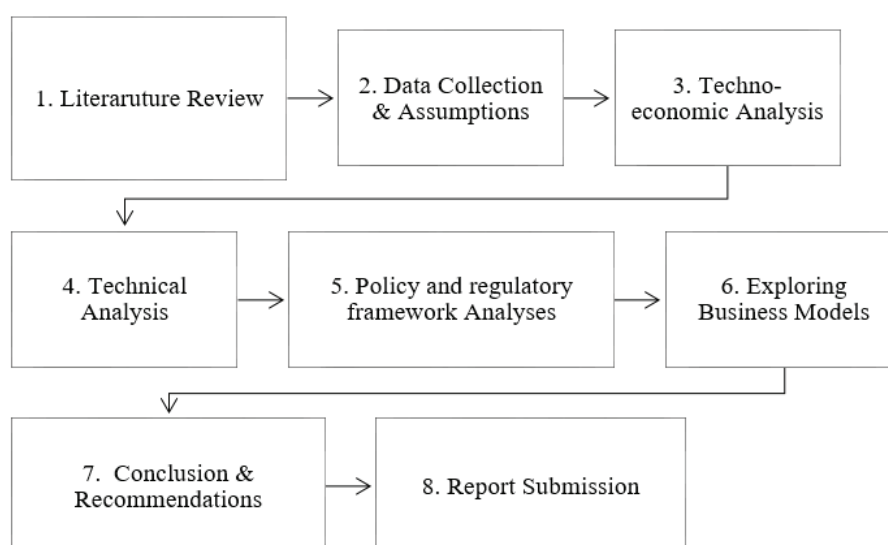 1. Literaruture Review
2. Data Collection
& Assumptions
3. Techno-
economic Analysis
4. Technical
Analysis
5. Policy and regulatory
framework Analyses
6. Exploring
Business Models
7. Conclusion &
Recommendations
8. Report Submission